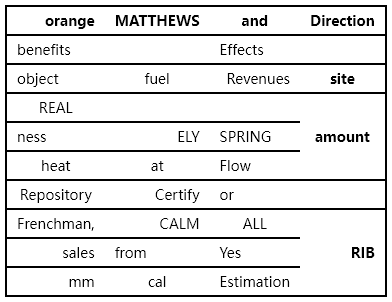 orange MATTHEWS and Direction
benefits Effects
object fuel Revenues site
REAL
ness ELY SPRING amount
heat at Flow
Repository Certify or
Frenchman, CALM ALL
sales from Yes RIB
mm cal Estimation